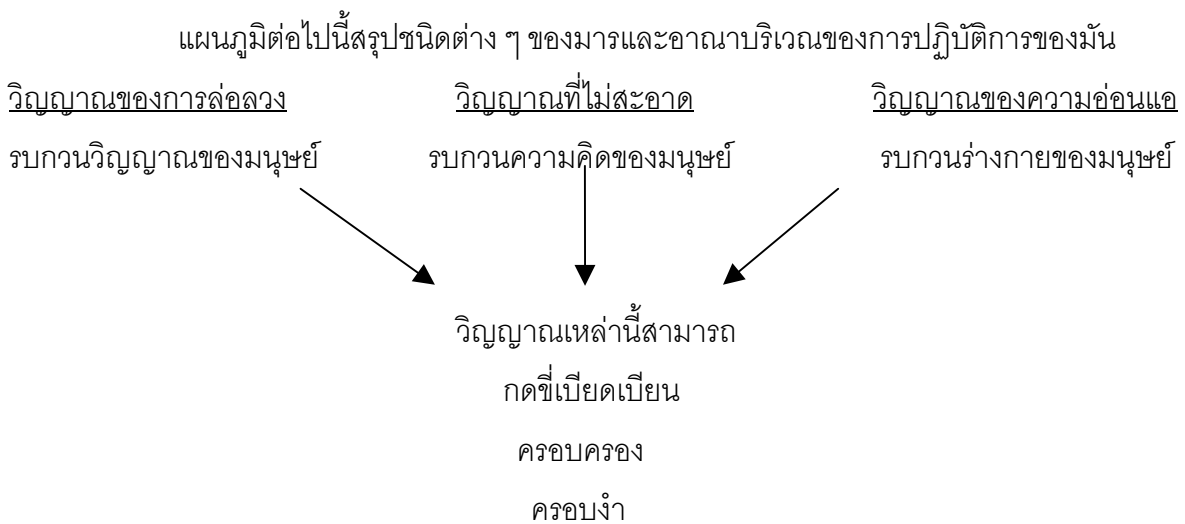 แผนภูมิต่อไปนี้สรุปชนิดต่าง ๆ ของมารและอาณาบริเวณของการปฏิบัติการของมัน
วิญญาณของการล่อลวง วิญญาณที่ไม่สะอาด วิญญาณของความอ่อนแอ
รบกวนวิญญาณของมนุษย์ รบกวนความคิดของมนุษย์ รบกวนร่างกายของมนุษย์
วิญญาณเหล่านี้สามารถ
กดขี่เบียดเบียน
ครอบครอง
ครอบงำ